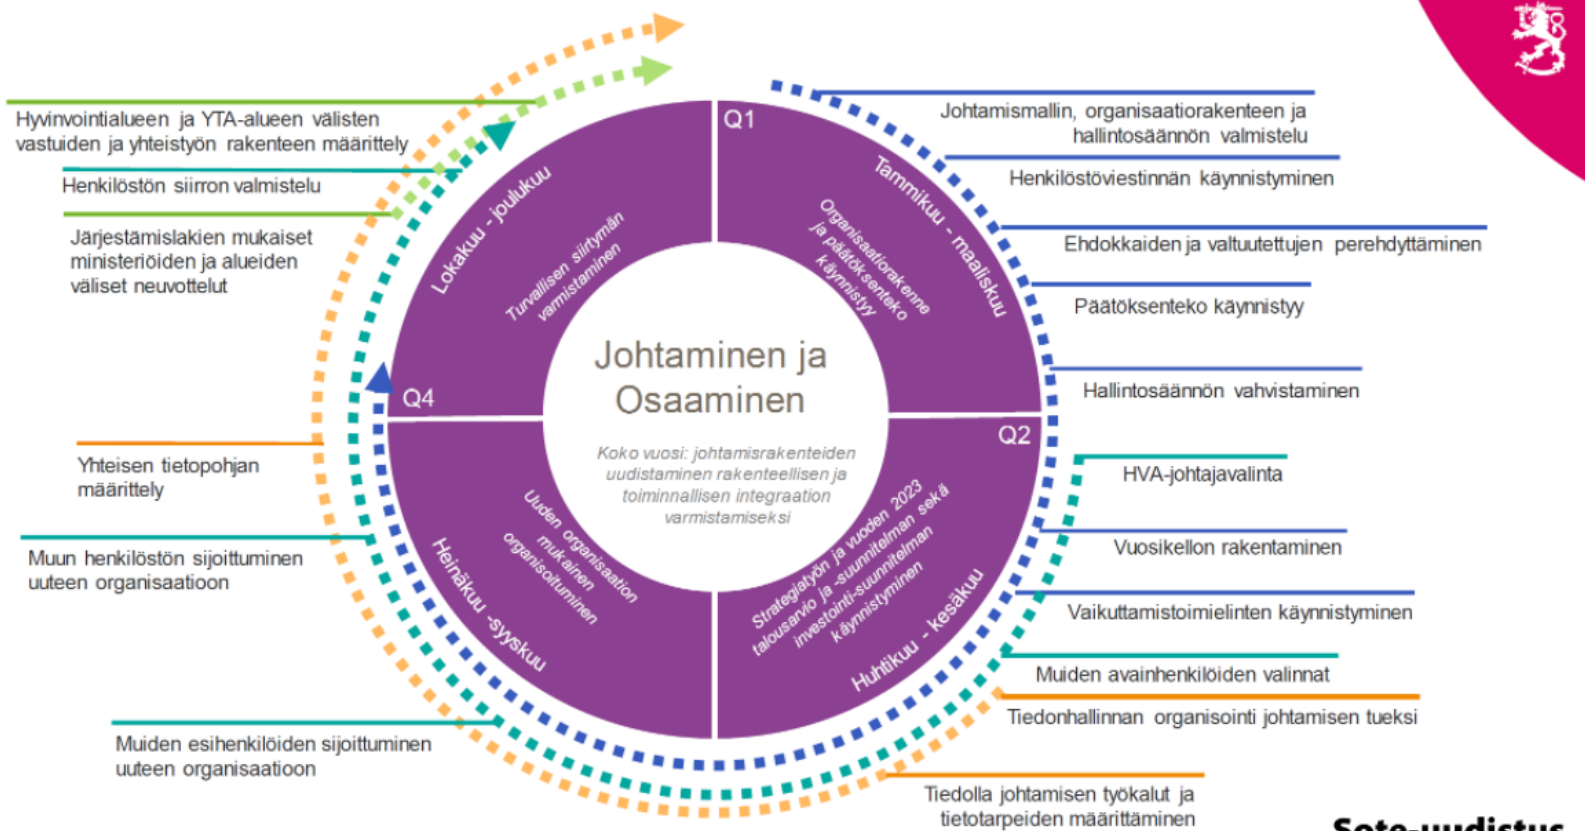 Hyvinvointialueen ja YTA-alueen välisten
vastuiden ja yhteistyön rakenteen määrittely
Henkilöstön siirron valmistelu
Järjestämislakien mukaiset
ministeriöiden ja alueiden
väliset neuvottelut
Yhteisen tietopohjan
määrittely
Muun henkilöstön sijoittuminen
uuteen organisaatioon
Muiden esihenkilöiden sijoittuminen
uuteen organisaatioon
Q1
Tammikuu - maaliskuu
Organisaatiorakenne
ja päätöksenteko
käynnistyy
Lokakuu - joulukuu
Turvallisen siirtymän
varmistaminen
Q4
Johtaminen ja
Osaaminen
Koko vuosi: johtamisrakenteiden
uudistaminen rakenteellisen ja
toiminnallisen integraation
varmistamiseksi
Q2
Strategiatyön ja vuoden 2023
talousarvio ja -suunnitelman sekä
investointi-suunnitelman
käynnistyminen
Huhtikuu - kesäkuu
Uuden organisaation
mukainen
organisoituminen
Heinäkuu -syyskuu
Johtamismallin, organisaatiorakenteen ja
hallintosäännön valmistelu
Henkilöstöviestinnän käynnistyminen
Ehdokkaiden ja valtuutettujen perehdyttäminen
Päätöksenteko käynnistyy
Hallintosäännön vahvistaminen
HVA-johtajavalinta
Vuosikellon rakentaminen
Vaikuttamistoimielinten käynnistyminen
Muiden avainhenkilöiden valinnat
Tiedonhallinnan organisointi johtamisen tueksi
Tiedolla johtamisen työkalut ja
tietotarpeiden määrittäminen
Sote-uudistus